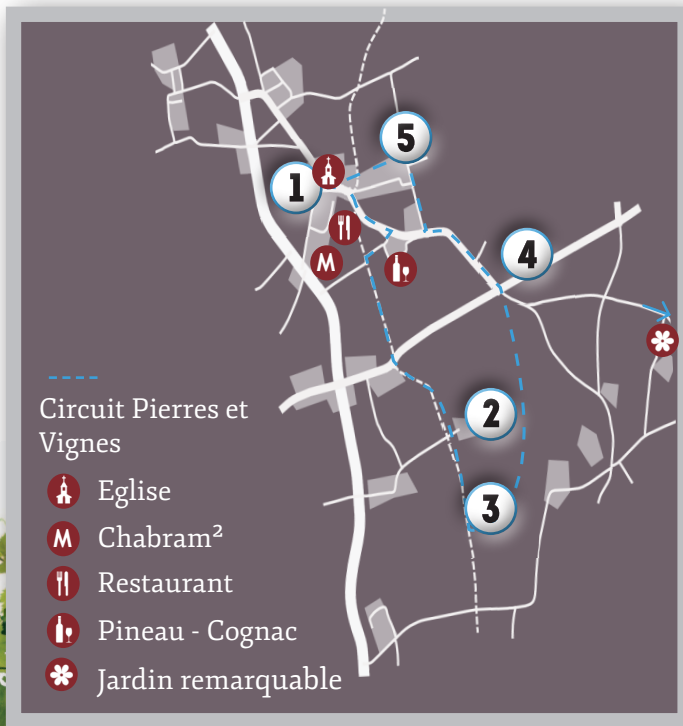 5
1
M
4
2
3
Circuit Pierres et
Vignes
Eglise
M Chabram²
Restaurant
Pineau - Cognac
Jardin remarquable